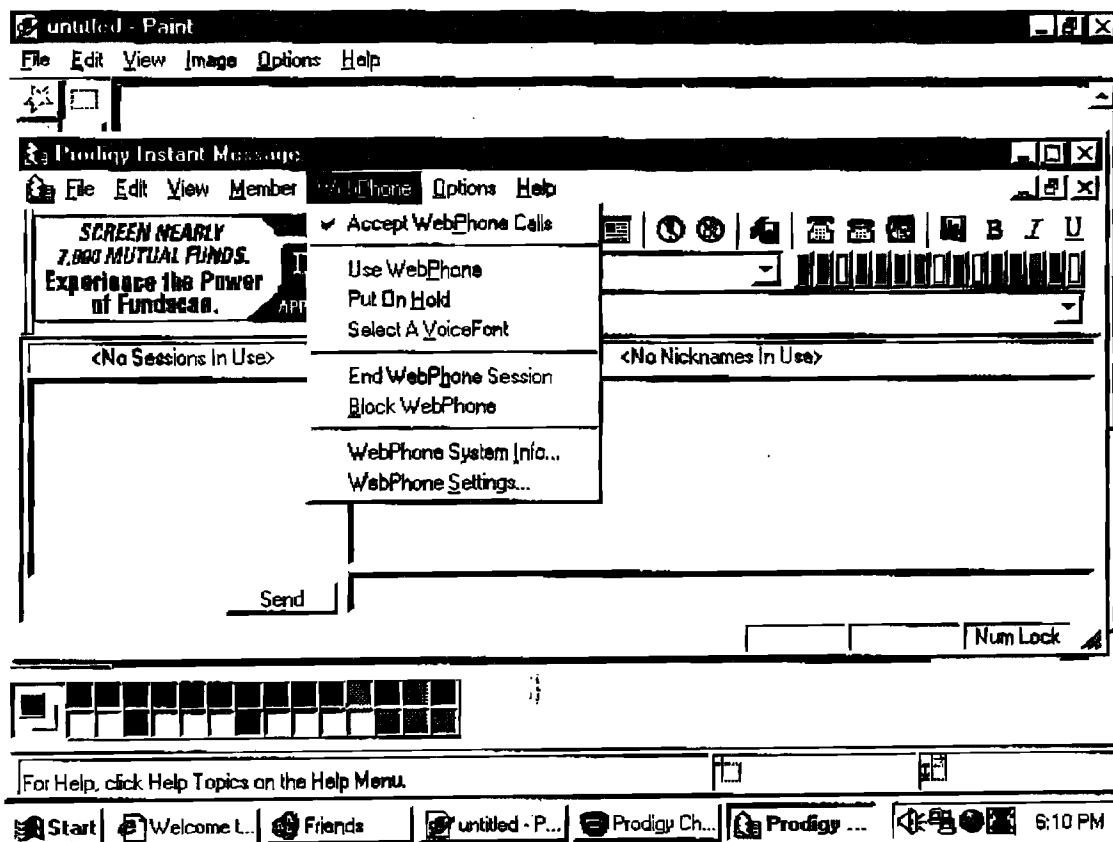 untitled - Paint
File Edit View Image Options Help
Prodigy Instant Message
File Edit View Member WebPhone Options Help
SCREEN NEARLY
7,000 MUTUAL FUNDS.
Experience the Power
of Fundscan.
✔ Accept WebPhone Calls
B I U
Use WebPhone
Put On Hold
Select A VoiceFont
<No Sessions In Use>
<No Nicknames In Use>
End WebPhone Session
Block WebPhone
WebPhone System Info...
WebPhone Settings...
Send
Num Lock
For Help, click Help Topics on the Help Menu.
Start Welcome t... Friends untitled - P... Prodigy Ch... Prodigy ... 6:10 PM